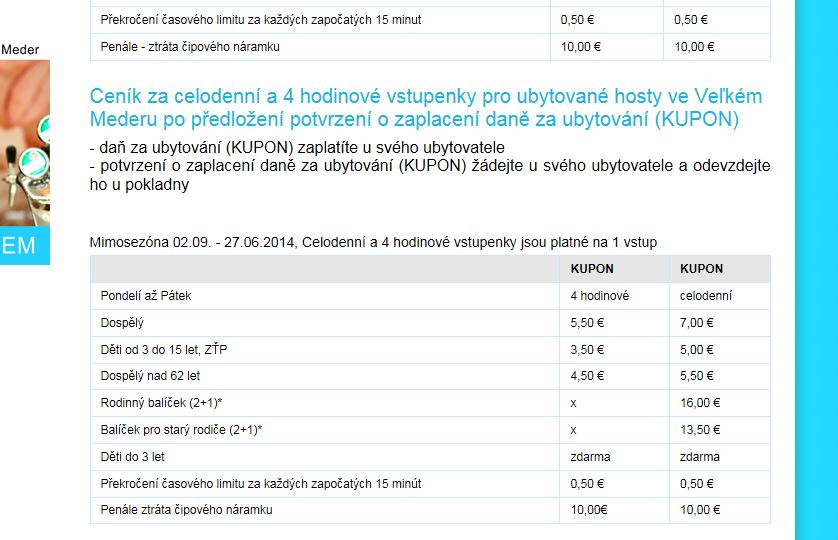 Překročení časového limitu za každých započatých 15 minut 0,50 € 0,50 €
Penále - ztráta čipového náramku 10,00 € 10,00 €
Meder
Ceník za celodenní a 4 hodinové vstupenky pro ubytované hosty ve Veľkém
Mederu po předložení potvrzení o zaplacení daně za ubytování (KUPON)
- daň za ubytování (KUPON) zaplatíte u svého ubytovatele
- potvrzení o zaplacení daně za ubytování (KUPON) žádejte u svého ubytovatele a odevzdejte
ho u pokladny
EM
Mimosezóna 02.09. - 27.06.2014, Celodenní a 4 hodinové vstupenky jsou platné na 1 vstup
KUPON KUPON
Pondelí až Pátek 4 hodinové celodenní
Dospělý 5,50 € 7,00 €
Děti od 3 do 15 let, ZŤP 3,50 € 5,00 €
Dospělý nad 62 let 4,50 € 5,50 €
Rodinný balíček (2+1)* x 16,00 €
Balíček pro starý rodiče (2+1)* x 13,50 €
Děti do 3 let zdarma zdarma
Překročení časového limitu za každých započatých 15 minút 0,50 € 0,50 €
Penále ztráta čipového náramku 10,00€ 10,00 €